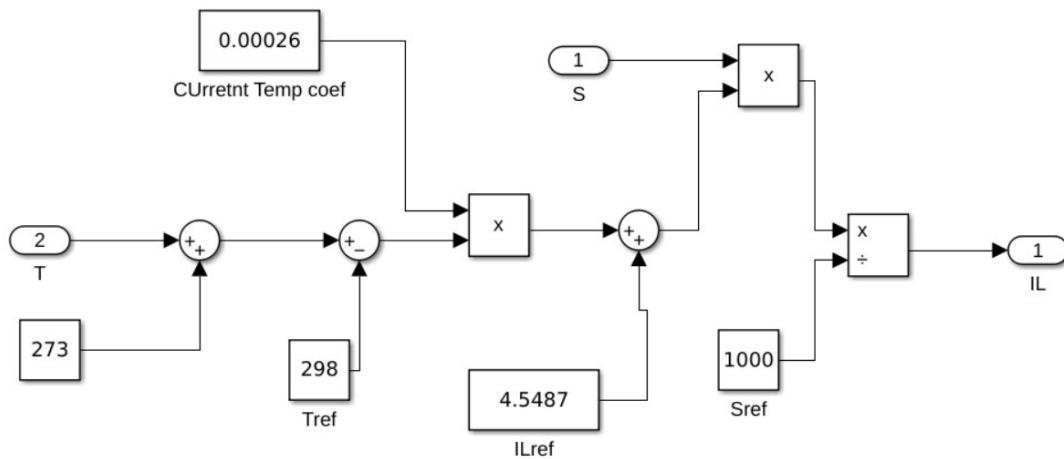 0.00026
CUrretnt Temp coef
1
S
x
2
T
+
+
+
−
x
+
+
x
÷
1
IL
273
298
Tref
4.5487
ILref
1000
Sref